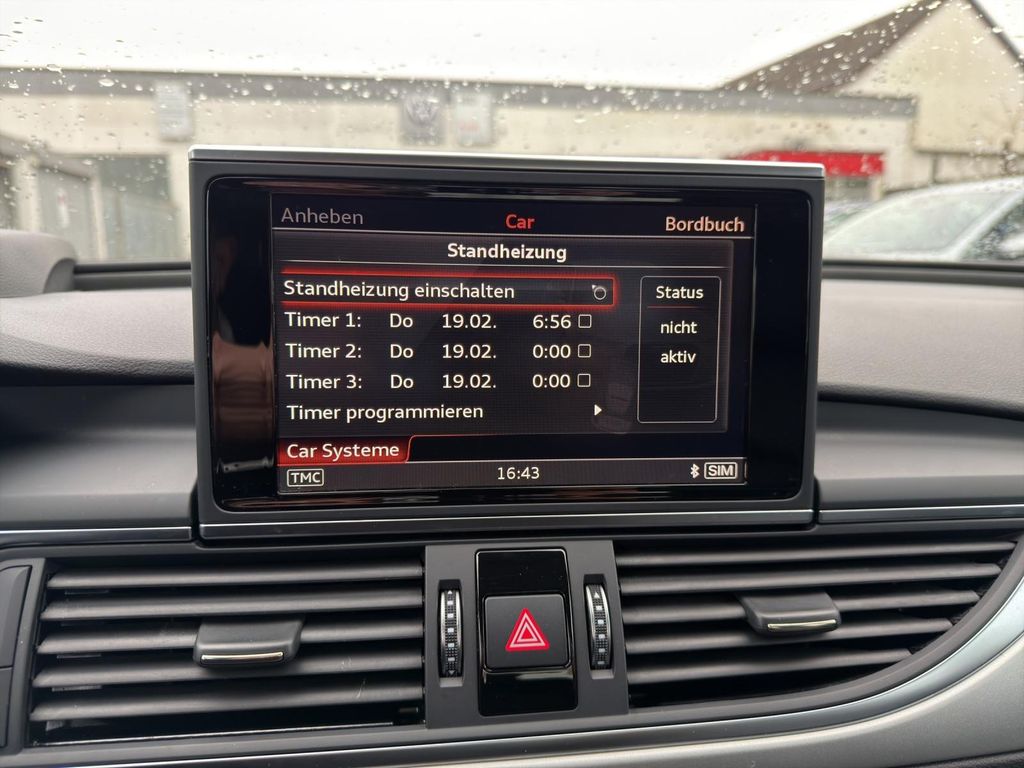 Anheben Car Bordbuch
Standheizung
Standheizung einschalten
Timer 1: Do 19.02. 6:56
Timer 2: Do 19.02. 0:00
Timer 3: Do 19.02. 0:00
Timer programmieren
Status
nicht
aktiv
Car Systeme
TMC 16:43 SIM